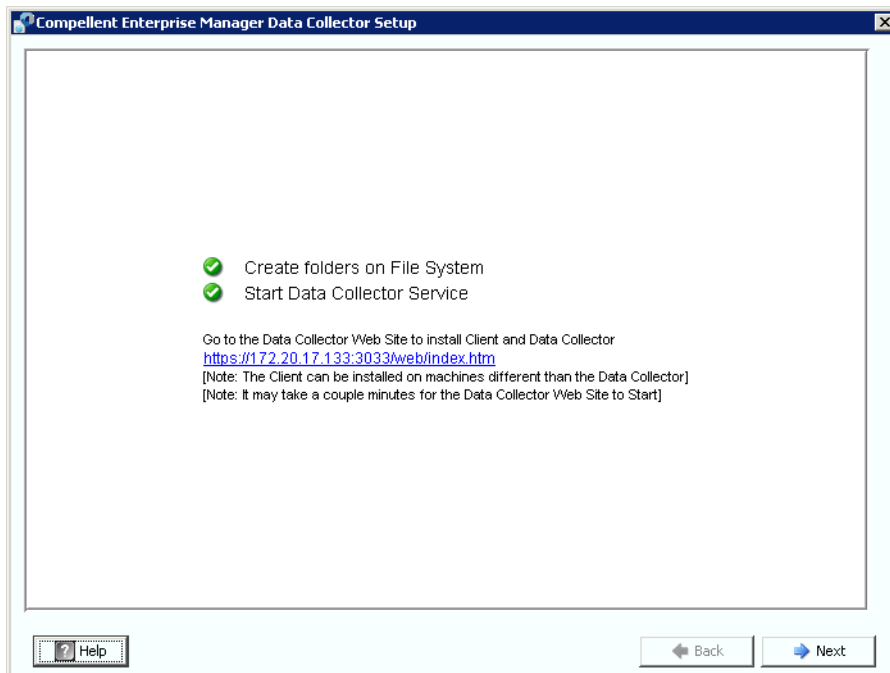 Compellent Enterprise Manager Data Collector Setup
Create folders on File System
Start Data Collector Service
Go to the Data Collector Web Site to install Client and Data Collector
https://172.20.17.133:3033/web/index.htm
[Note: The Client can be installed on machines different than the Data Collector]
[Note: It may take a couple minutes for the Data Collector Web Site to Start]
? Help
Back
Next